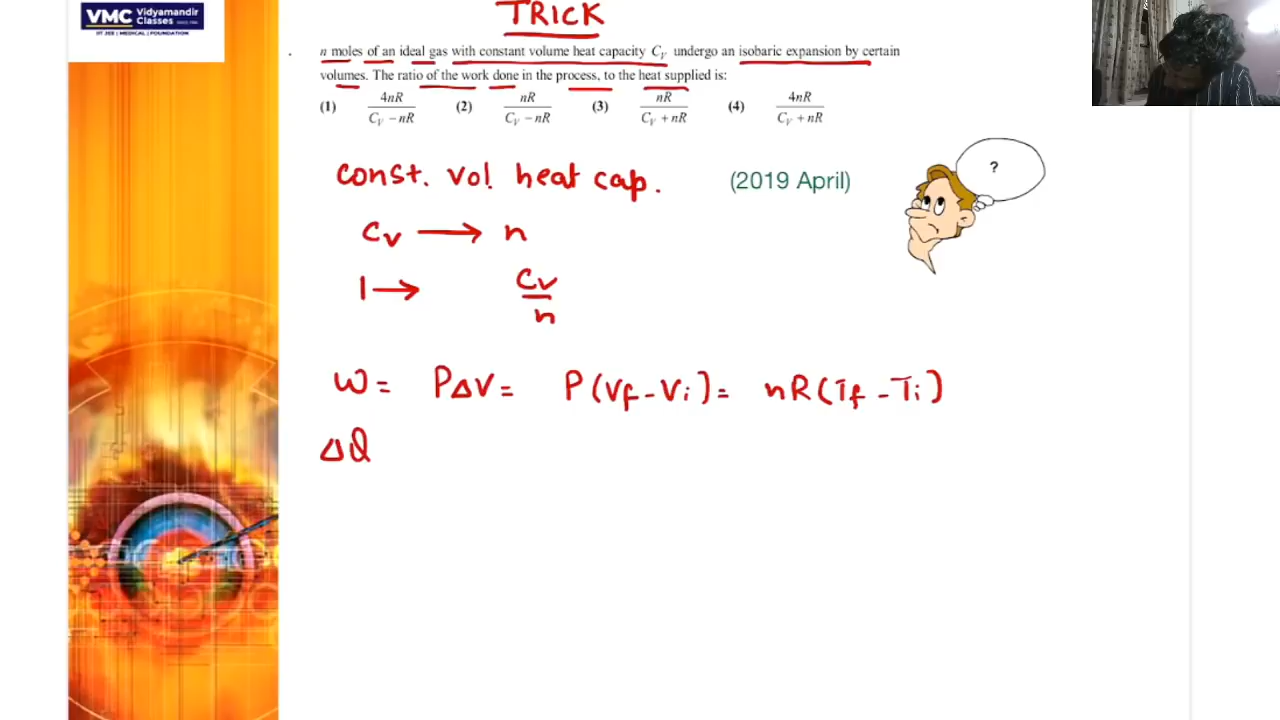 VMC Vidyamandir Classes SINCE 1986
IIT JEE | MEDICAL | FOUNDATION
TRICK
n moles of an ideal gas with constant volume heat capacity C_V undergo an isobaric expansion by certain
volumes. The ratio of the work done in the process, to the heat supplied is:
(1) 4nR / (C_V − nR) (2) nR / (C_V − nR) (3) nR / (C_V + nR) (4) 4nR / (C_V + nR)
?
const. vol. heat cap. (2019 April)
C_v → n
1 → C_v / n
W = PΔV = P(V_f - V_i) = nR(T_f - T_i)
ΔQ